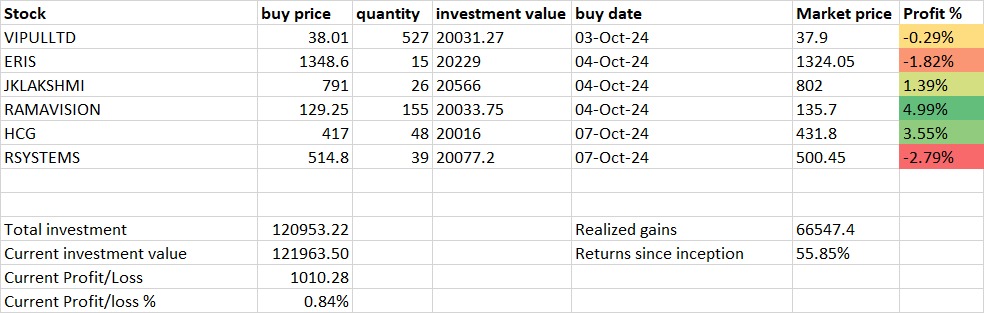 Stock buy price quantity investment value buy date Market price Profit %
VIPULLTD 38.01 527 20031.27 03-Oct-24 37.9 -0.29%
ERIS 1348.6 15 20229 04-Oct-24 1324.05 -1.82%
JKLAKSHMI 791 26 20566 04-Oct-24 802 1.39%
RAMAVISION 129.25 155 20033.75 04-Oct-24 135.7 4.99%
HCG 417 48 20016 07-Oct-24 431.8 3.55%
RSYSTEMS 514.8 39 20077.2 07-Oct-24 500.45 -2.79%
Total investment 120953.22 Realized gains 66547.4
Current investment value 121963.50 Returns since inception 55.85%
Current Profit/Loss 1010.28
Current Profit/loss % 0.84%